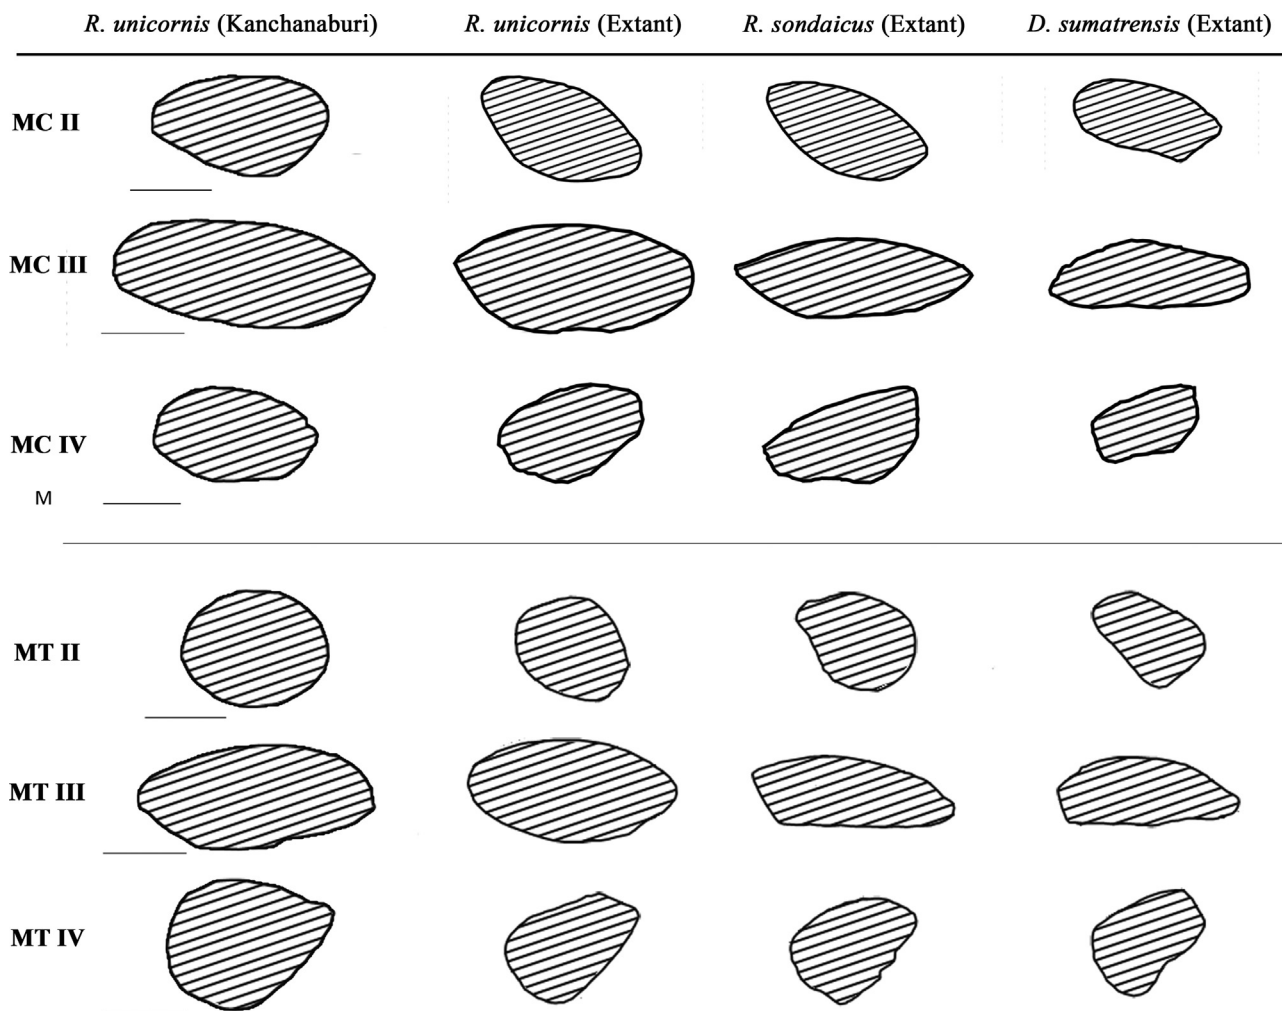 R. unicornis (Kanchanaburi) R. unicornis (Extant) R. sondaicus (Extant) D. sumatrensis (Extant)
MC II
MC III
MC IV
M
MT II
MT III
MT IV